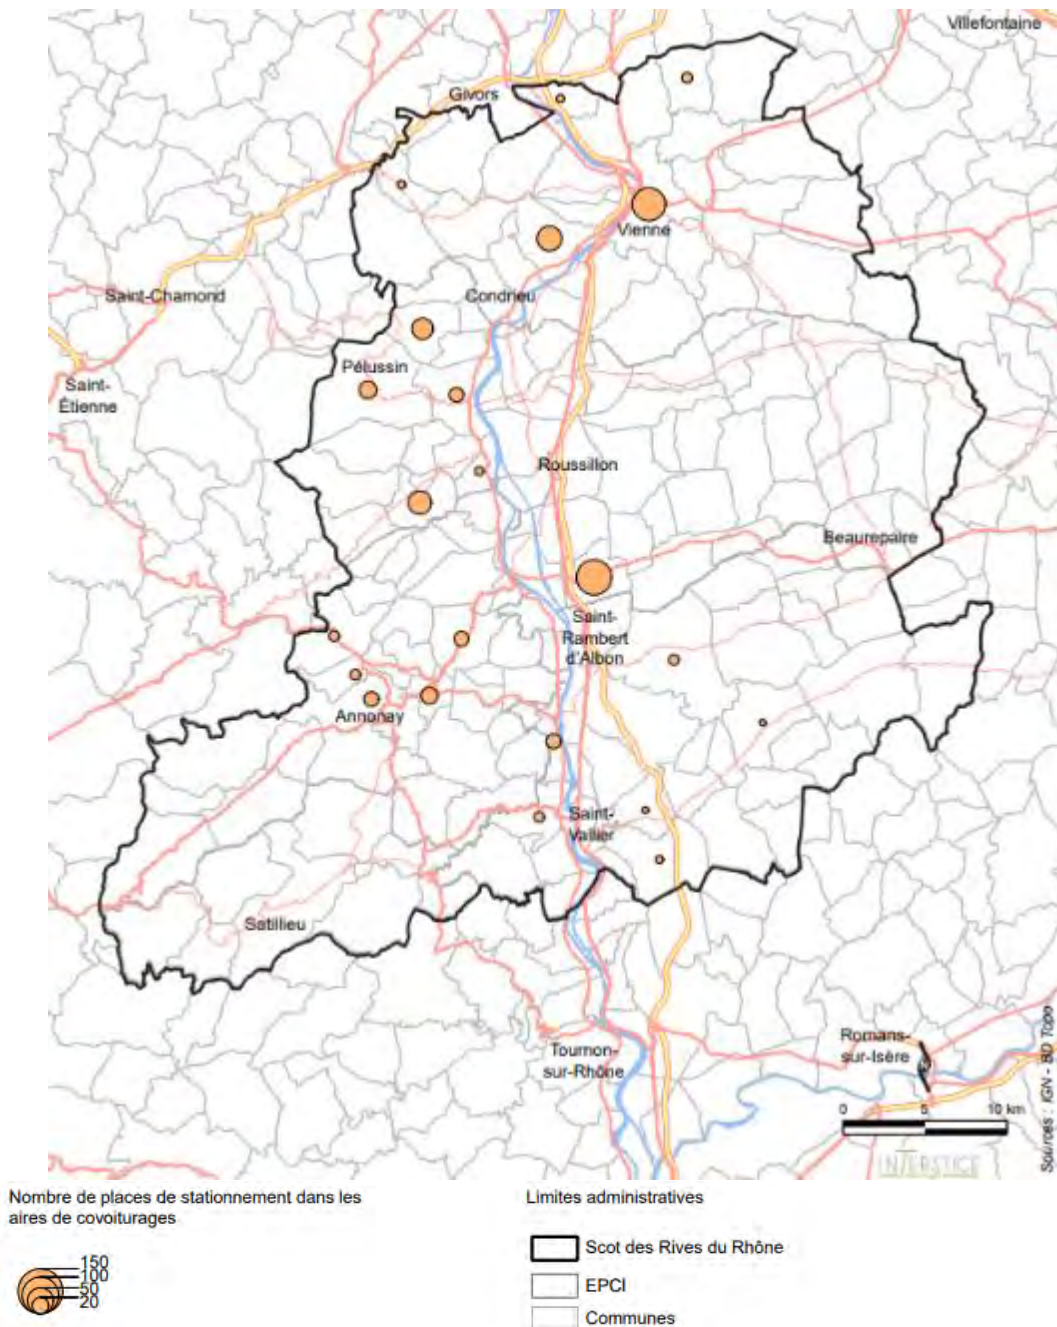 Villefontaine
Givors
Vienne
Condrieu
Saint-Chamond
Pélussin
Saint-
Étienne
Roussillon
Beaurepaire
Saint-
Rambert
d'Albon
Annonay
Saint-
Vallier
Satillieu
Romans-
sur-Isère
Tournon-
sur-Rhône
0 5 10 km
Sources : IGN - BD Topo
INTERSTICE
Nombre de places de stationnement dans les
aires de covoiturages
150
100
50
20
Limites administratives
Scot des Rives du Rhône
EPCI
Communes